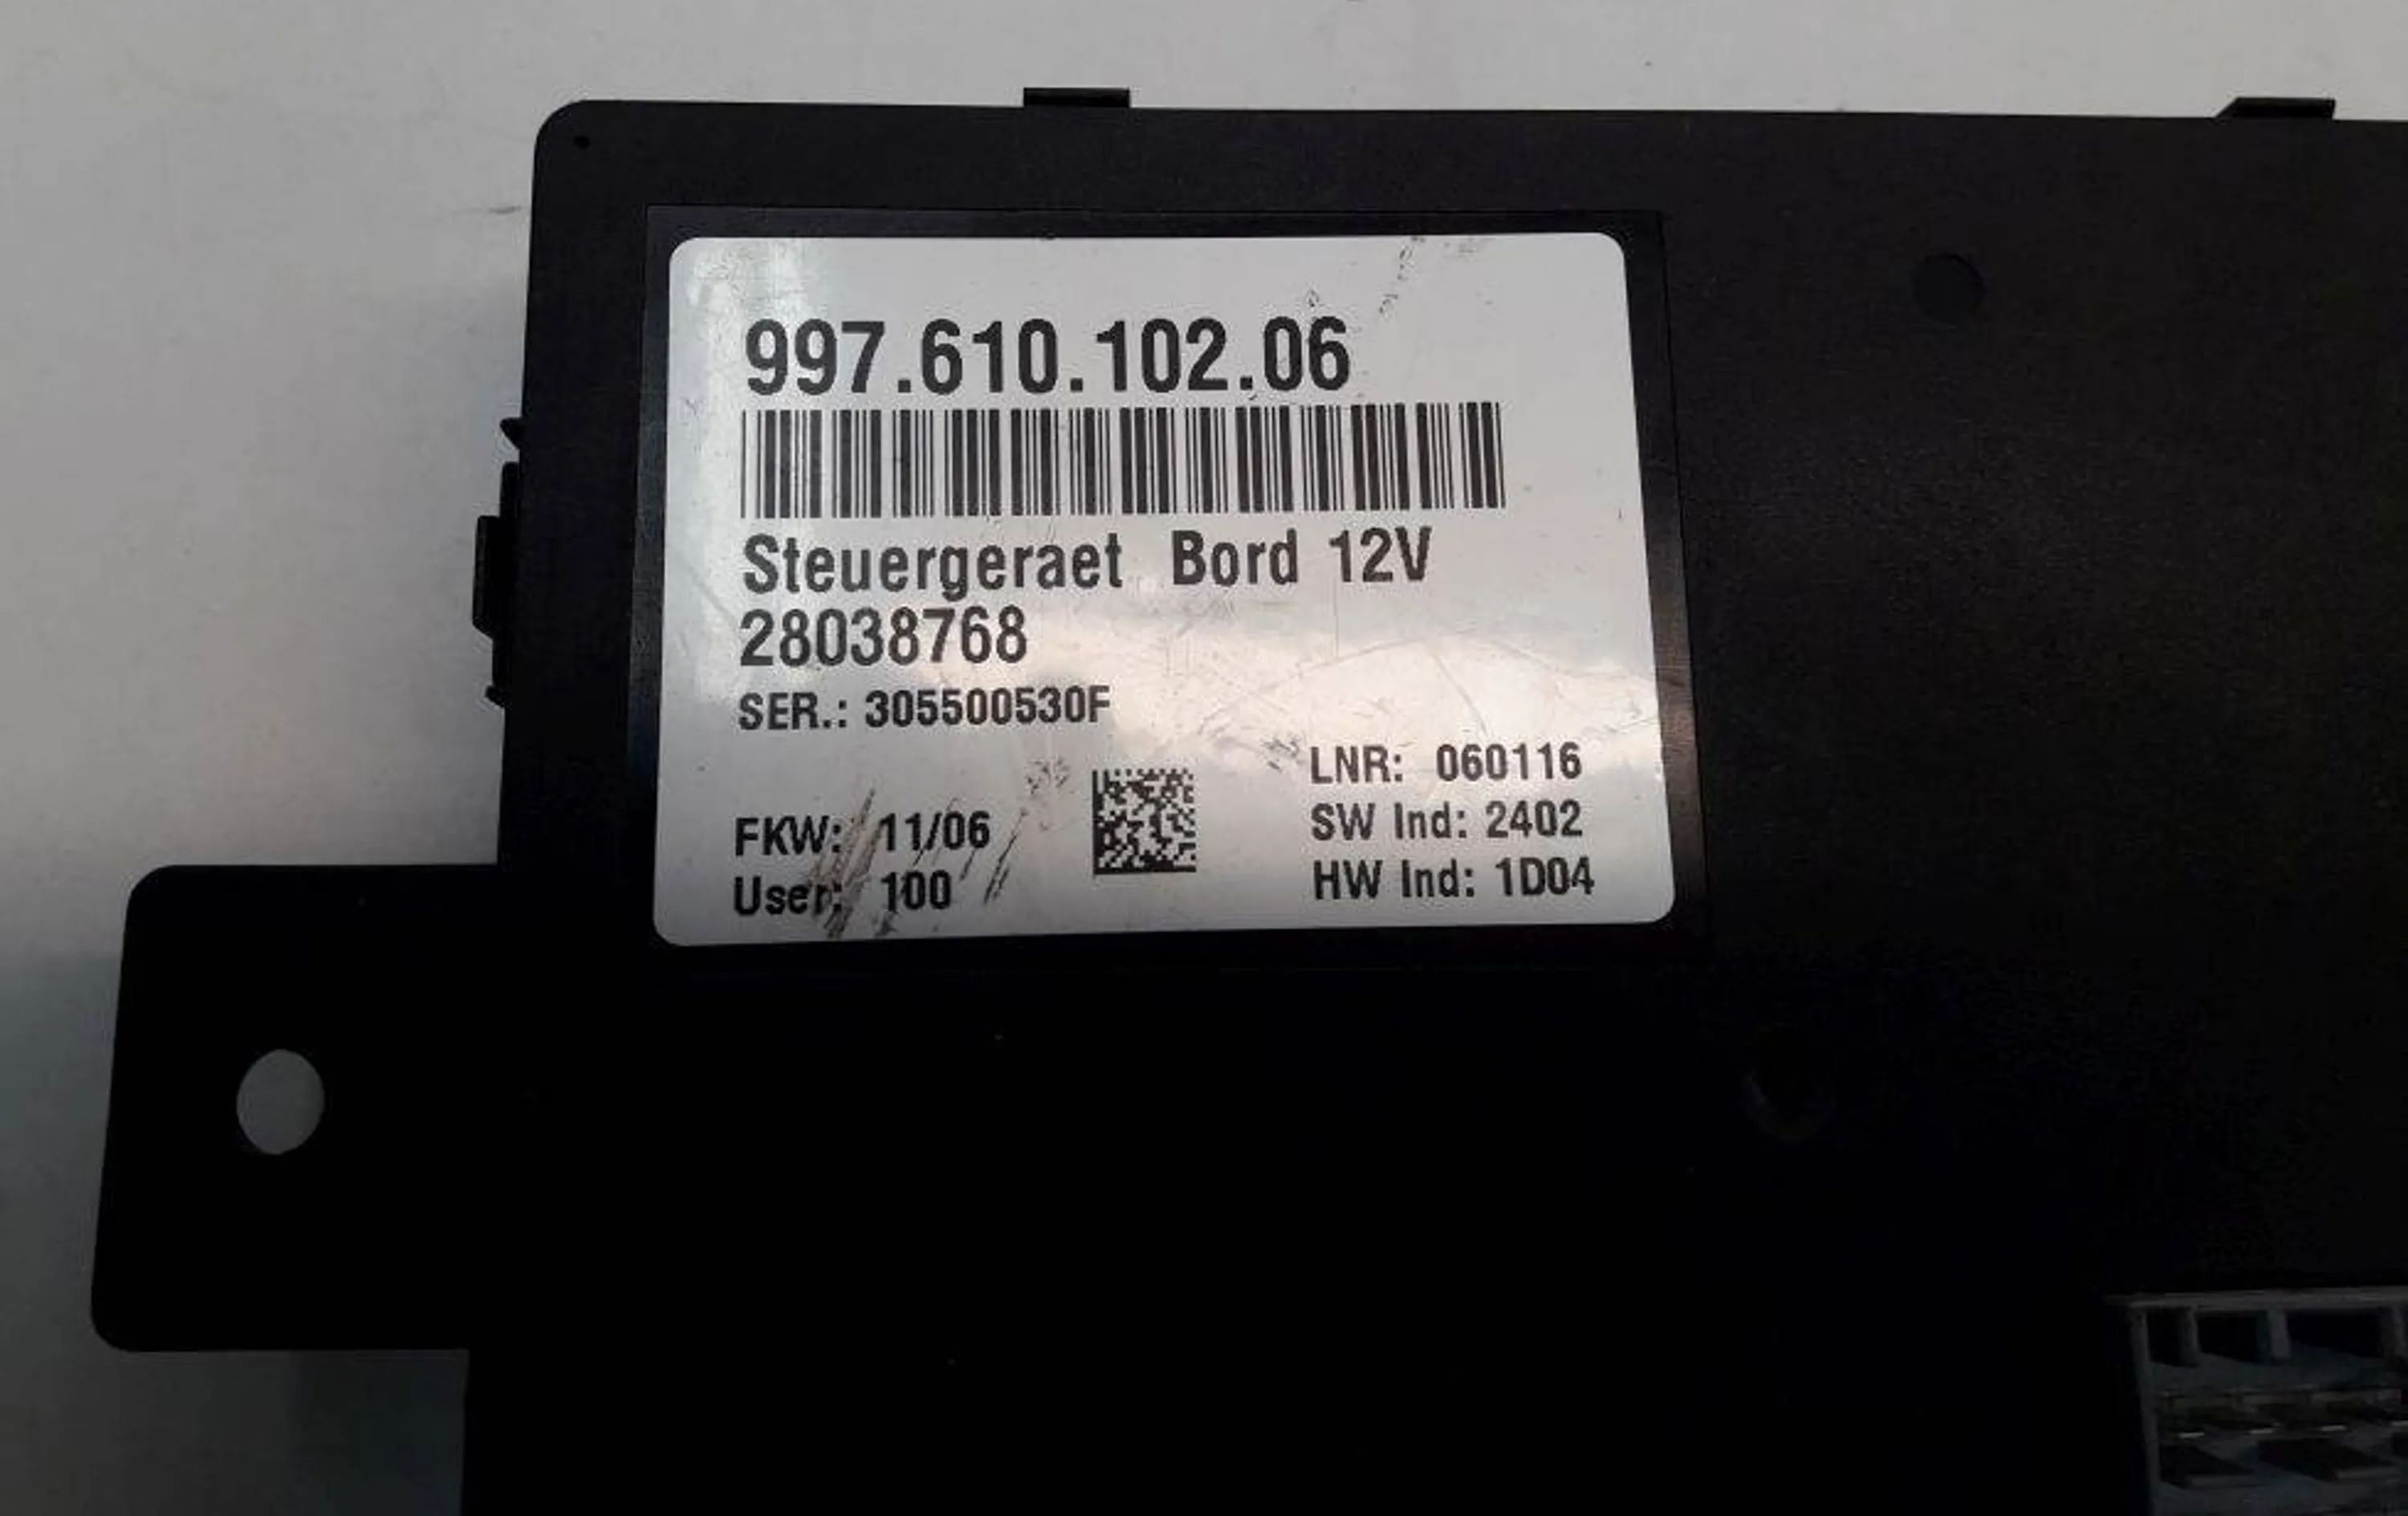 997.610.102.06
Steuergeraet Bord 12V
28038768
SER.: 305500530F
LNR: 060116
FKW: 11/06
SW Ind: 2402
User: 100
HW Ind: 1D04